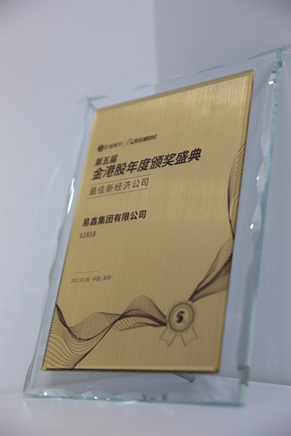 第五届
金港股年度颁奖盛典
最佳新经济公司
易鑫集团有限公司
02858